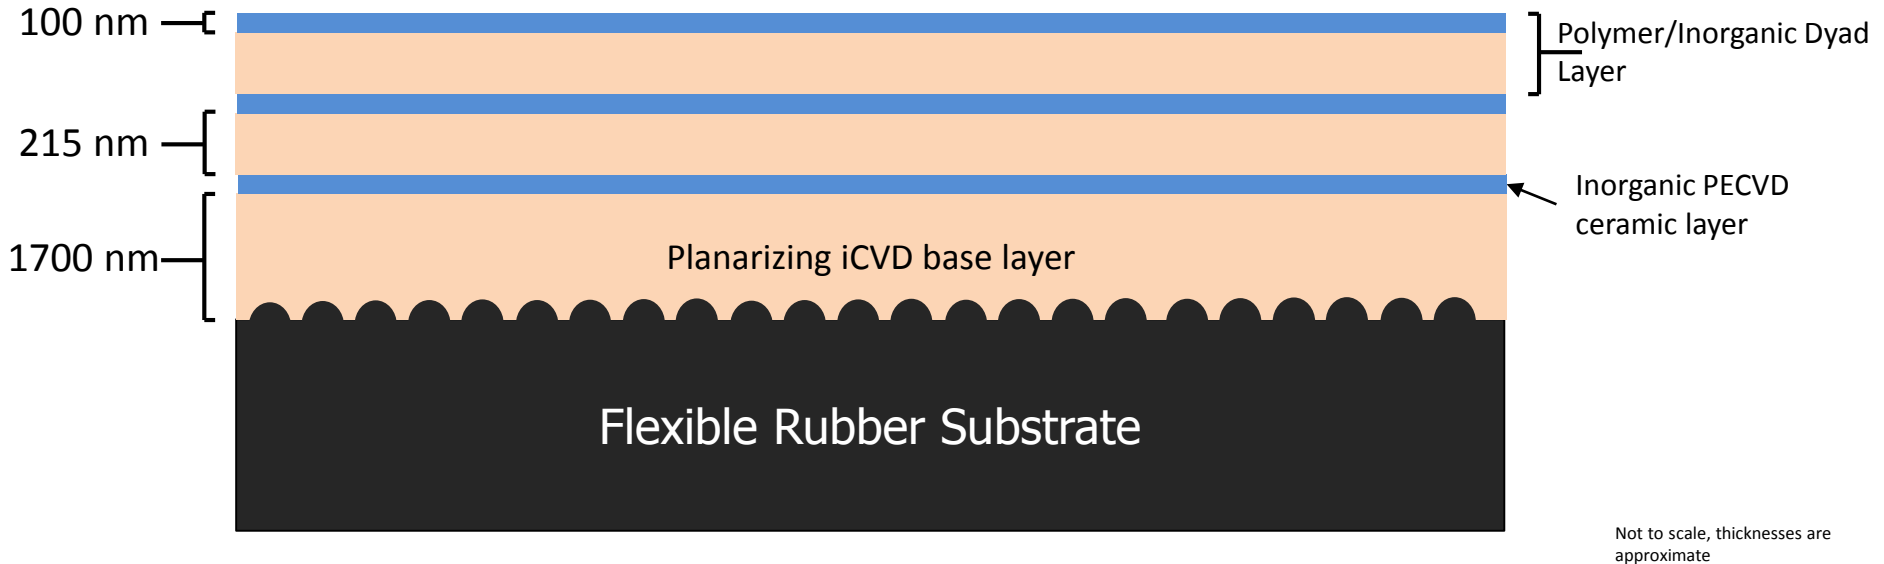 100 nm
Polymer/Inorganic Dyad
Layer
215 nm
Inorganic PECVD
ceramic layer
1700 nm
Planarizing iCVD base layer
Flexible Rubber Substrate
Not to scale, thicknesses are
approximate